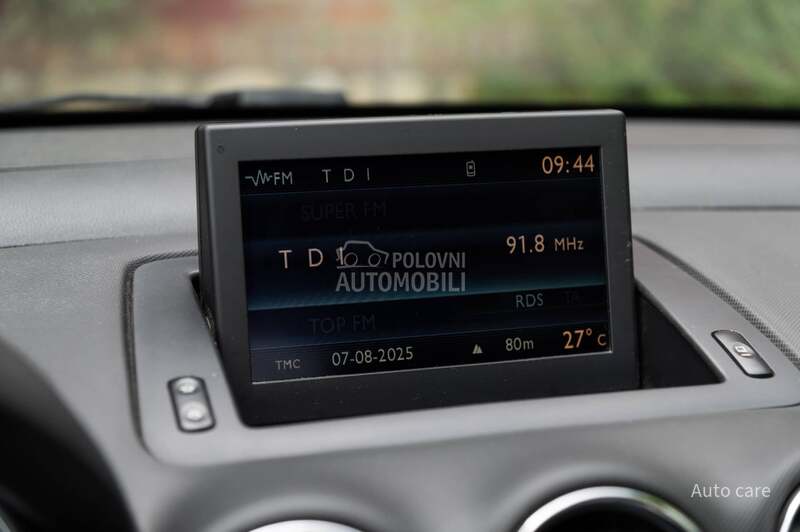 FM T D I 09:44
SUPER FM
T D I 91.8 MHz
POLOVNI
AUTOMOBILI
RDS TA
TOP FM
TMC 07-08-2025 80m 27° C
Auto care